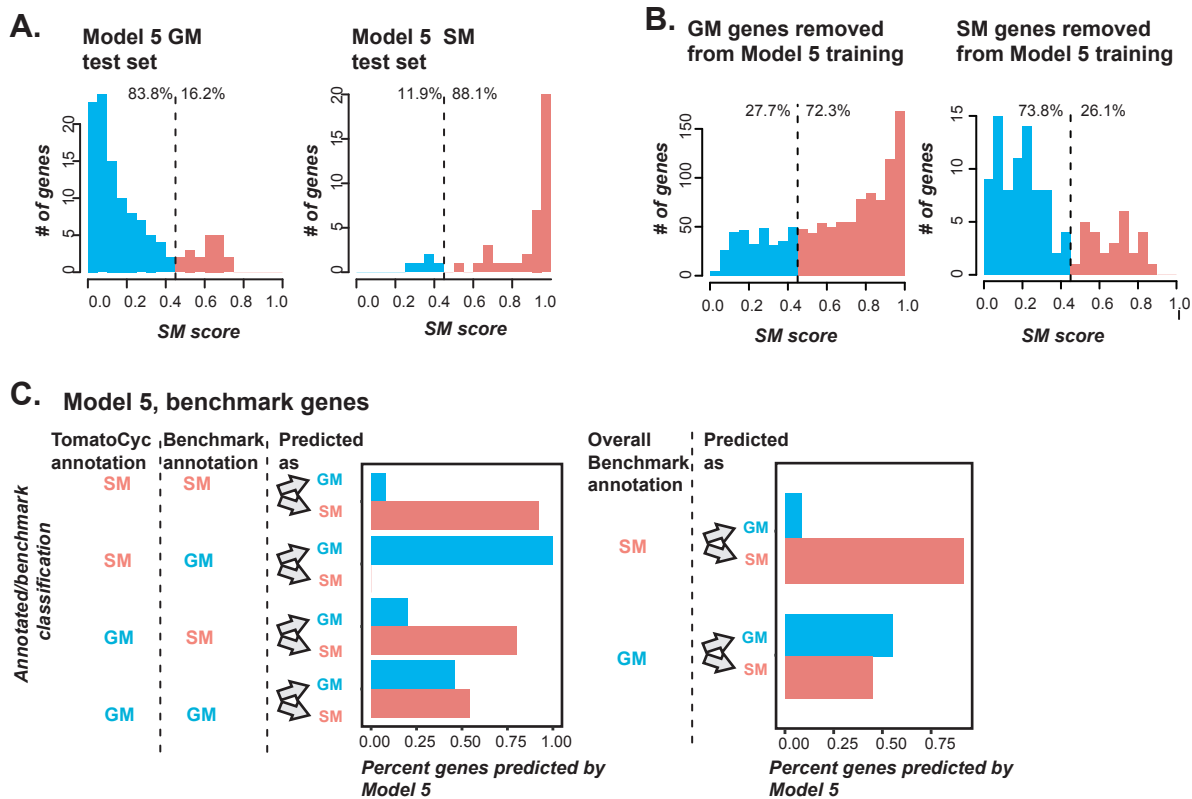 A.
Model 5 GM
test set
83.8% 16.2%
# of genes
0 5 10 15 20
0.0 0.2 0.4 0.6 0.8 1.0
SM score
Model 5 SM
test set
11.9% 88.1%
# of genes
0 5 10 15 20
0.2 0.4 0.6 0.8 1.0
SM score
B.
GM genes removed
from Model 5 training
27.7% 72.3%
# of genes
0 50 100 150
0.0 0.2 0.4 0.6 0.8 1.0
SM score
SM genes removed
from Model 5 training
73.8% 26.1%
# of genes
0 5 10 15
0.0 0.2 0.4 0.6 0.8 1.0
SM score
C. Model 5, benchmark genes
Annotated/benchmark
classification
TomatoCyc Benchmark Predicted
annotation annotation as
SM SM GM
SM
SM GM GM
SM
GM SM GM
SM
GM GM GM
SM
0.00 0.25 0.50 1.00
Percent genes predicted by
Model 5
Overall Predicted
Benchmark as
annotation
SM GM
SM
GM GM
SM
0.00 0.25 0.50 0.75
Percent genes predicted by
Model 5